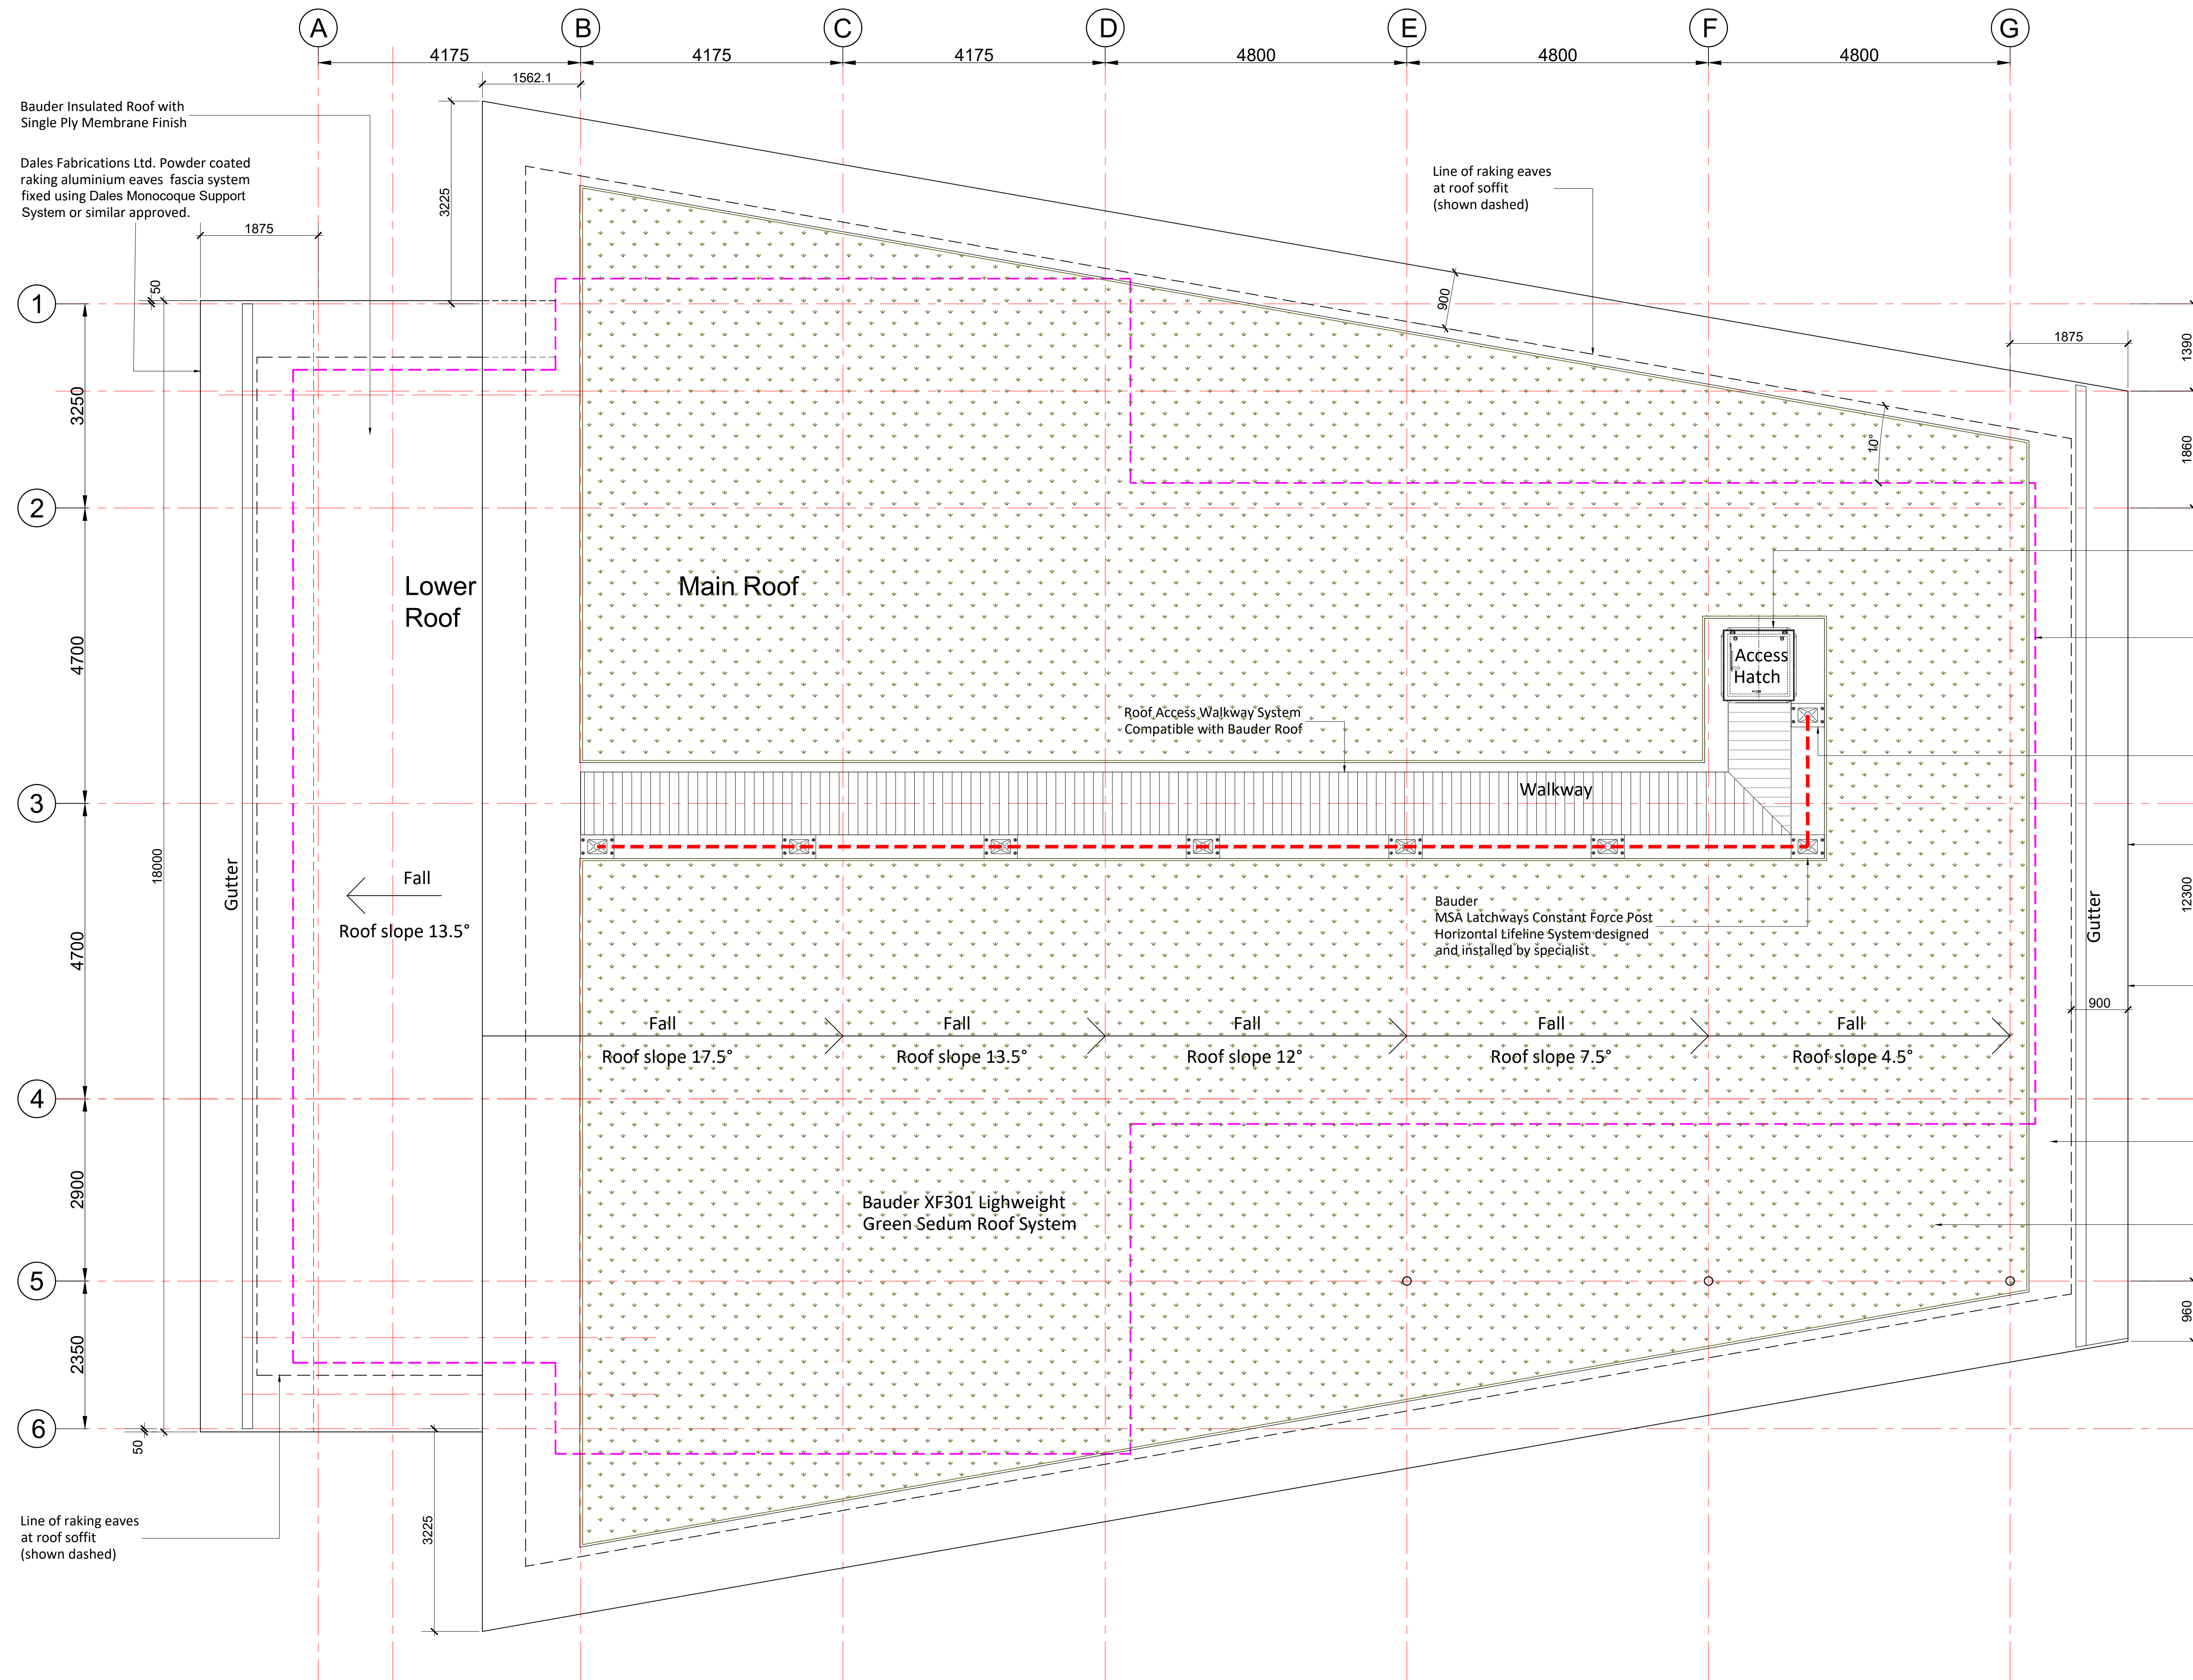 A
B
C
D
E
F
G
4175
4175
4175
4800
4800
4800
1562.1
Bauder Insulated Roof with
Single Ply Membrane Finish
Dales Fabrications Ltd. Powder coated
raking aluminium eaves fascia system
fixed using Dales Monocoque Support
System or similar approved.
1875
3225
Line of raking eaves
at roof soffit
(shown dashed)
50
1
900
1875
1390
3250
10°
1860
2
Lower
Roof
Main Roof
4700
Access
Hatch
Roof Access Walkway System
Compatible with Bauder Roof
Walkway
3
18000
Gutter
Fall
Roof slope 13.5°
Bauder
MSA Latchways Constant Force Post
Horizontal Lifeline System designed
and installed by specialist
Gutter
12300
4700
900
Fall
Fall
Fall
Fall
Fall
Roof slope 17.5°
Roof slope 13.5°
Roof slope 12°
Roof slope 7.5°
Roof slope 4.5°
4
2900
Bauder XF301 Lighweight
Green Sedum Roof System
5
960
2350
6
50
3225
Line of raking eaves
at roof soffit
(shown dashed)